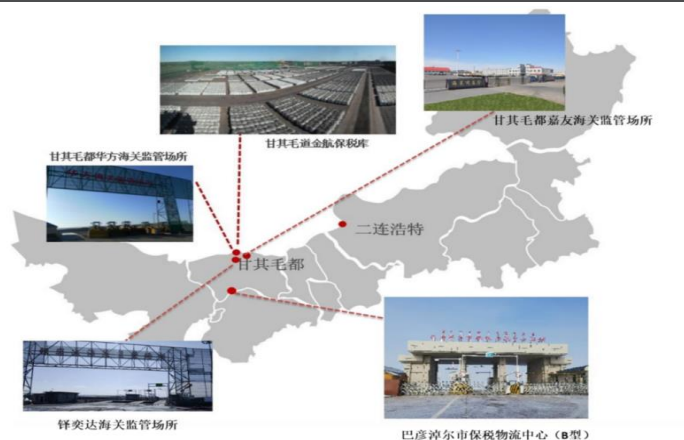 甘其毛都嘉友海关监管场所
甘其毛道金航保税库
甘其毛都华方海关监管场所
二连浩特
甘其毛都
铎奕达海关监管场所
巴彦淖尔市保税物流中心（B型）